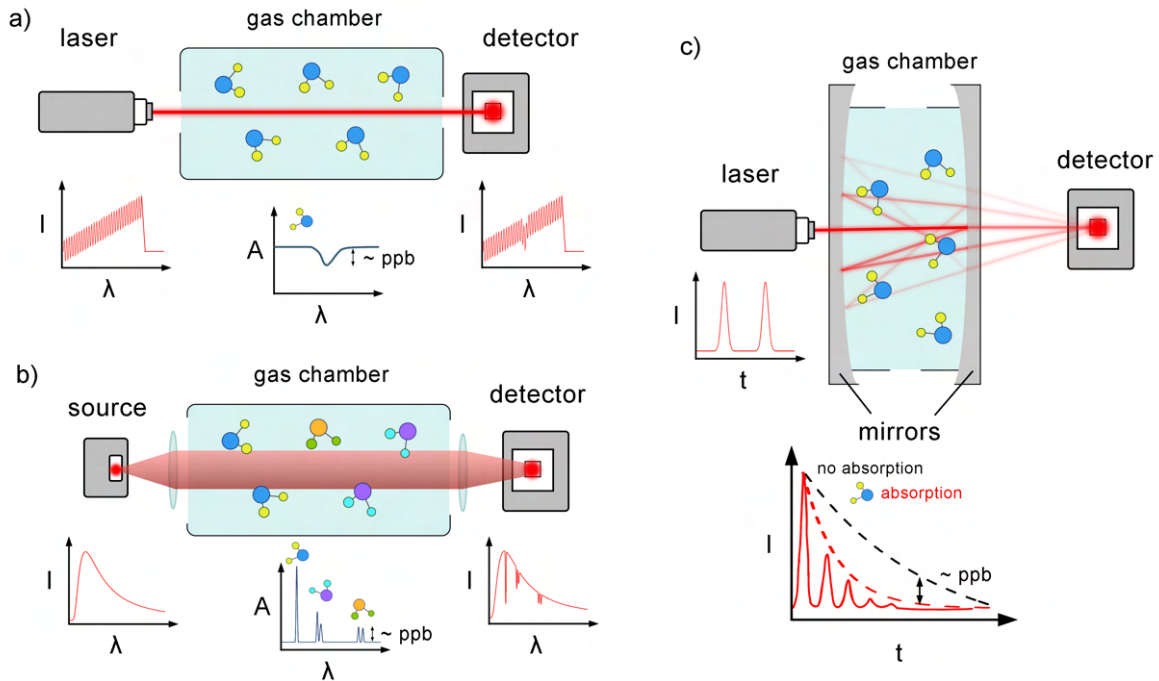 a)
gas chamber
laser
detector
I
λ
A
~ ppb
λ
I
λ
b)
gas chamber
source
detector
I
λ
A
~ ppb
λ
I
λ
c)
gas chamber
laser
detector
I
t
mirrors
no absorption
absorption
I
~ ppb
t